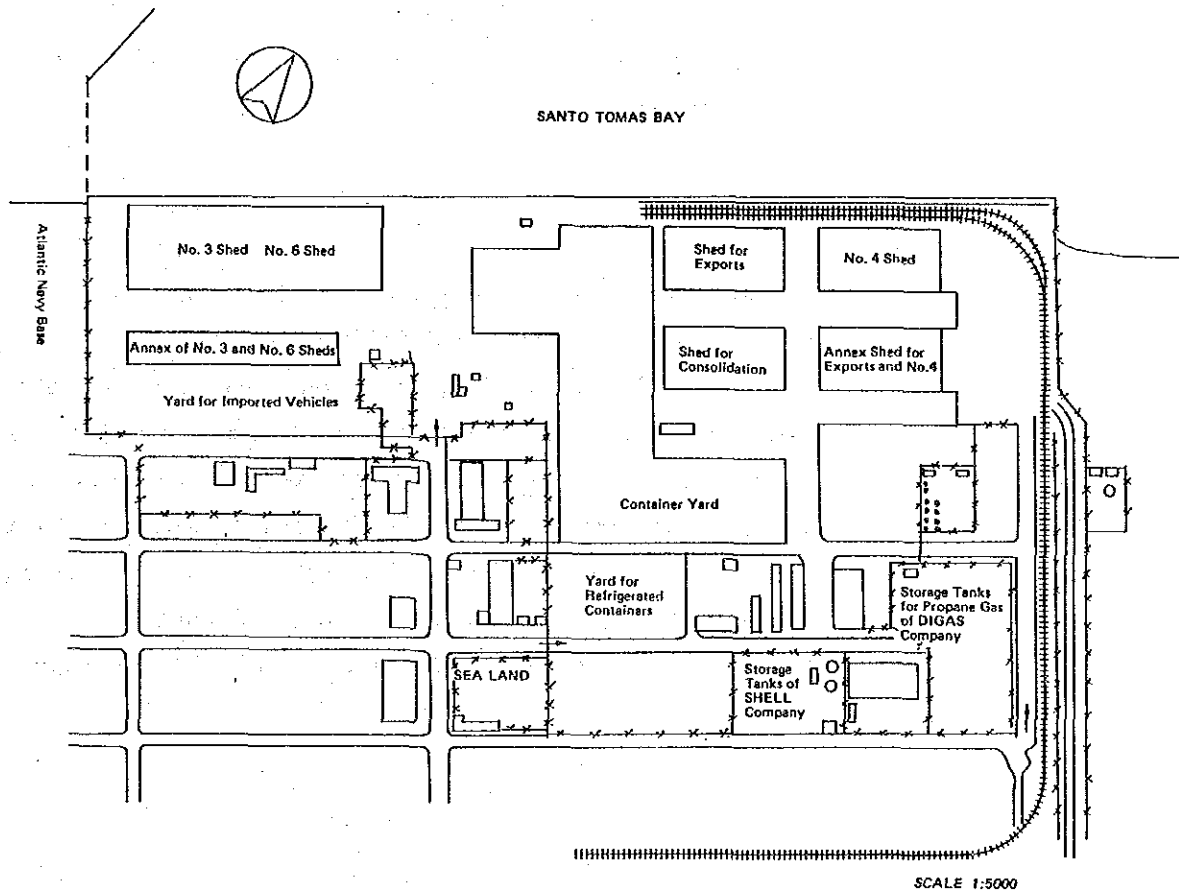 SANTO TOMAS BAY
Atlantic Navy Base
No. 3 Shed No. 6 Shed
Shed for
Exports
No. 4 Shed
Annex of No. 3 and No. 6 Sheds
Shed for
Consolidation
Annex Shed for
Exports and No.4
Yard for Imported Vehicles
Container Yard
Yard for
Refrigerated
Containers
Storage Tanks
for Propane Gas
of DIGAS
Company
SEA LAND
Storage
Tanks of
SHELL
Company
SCALE 1:5000